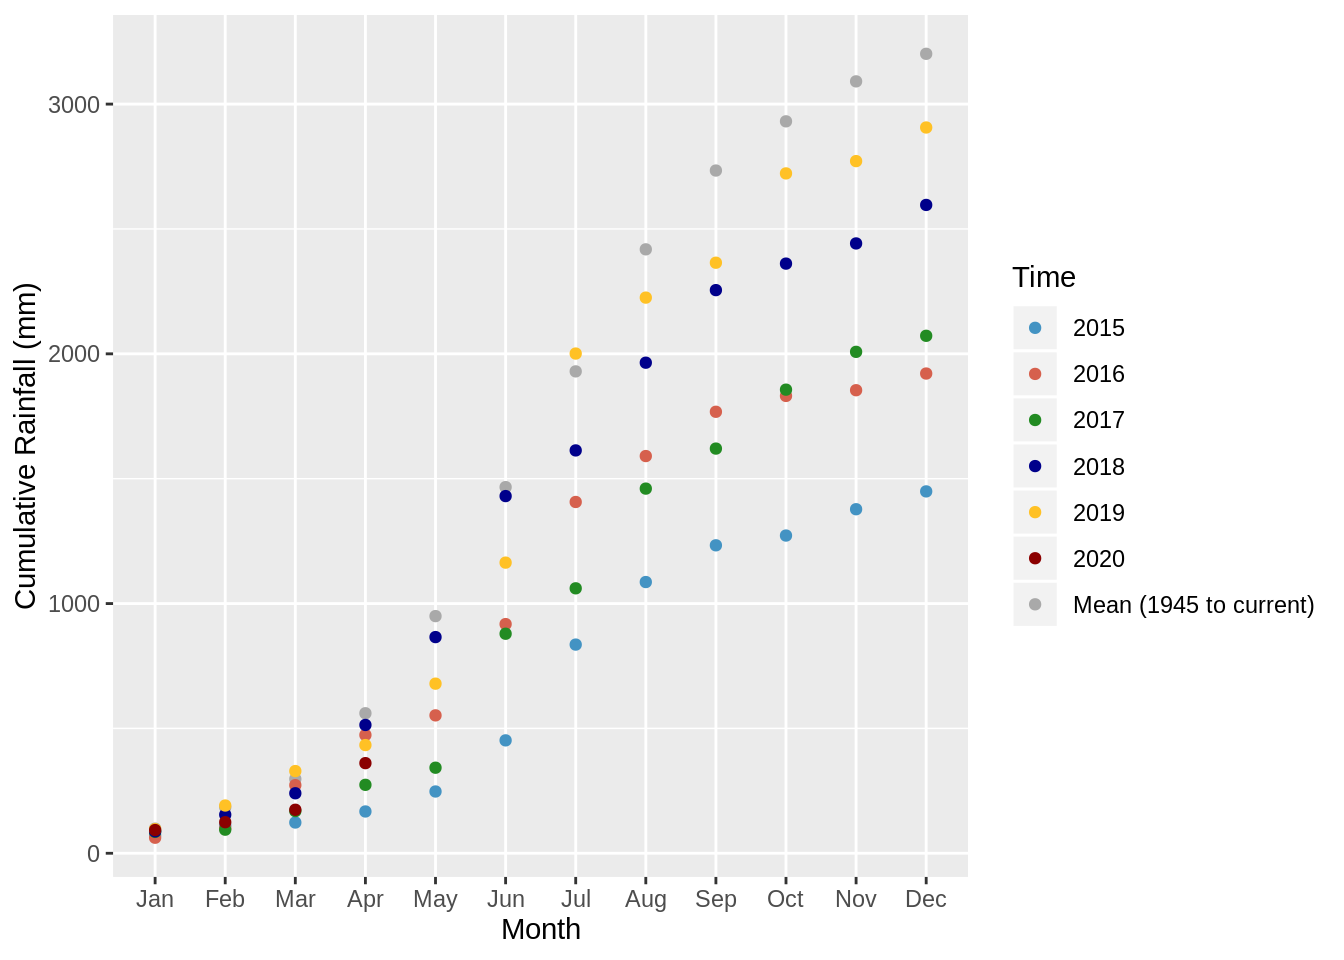 3000
2000
1000
0
Cumulative Rainfall (mm)
Jan Feb Mar Apr May Jun Jul Aug Sep Oct Nov Dec
Month
Time
2015
2016
2017
2018
2019
2020
Mean (1945 to current)